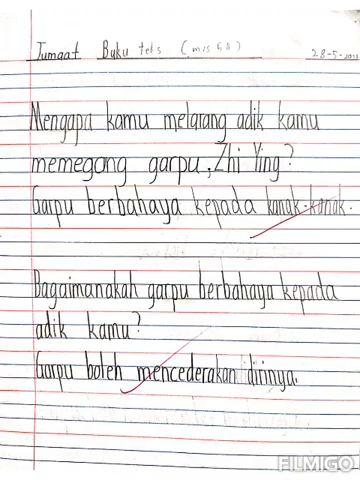 Jumaat Buku teks (m/s 68) 28-5-2021
Mengapa kamu melarang adik kamu
memegang garpu, Zhi Ying?
Garpu berbahaya kepada kanak-kanak.
Bagaimanakah garpu berbahaya kepada
adik kamu?
Garpu boleh mencederakan dirinya.
FILMIGO